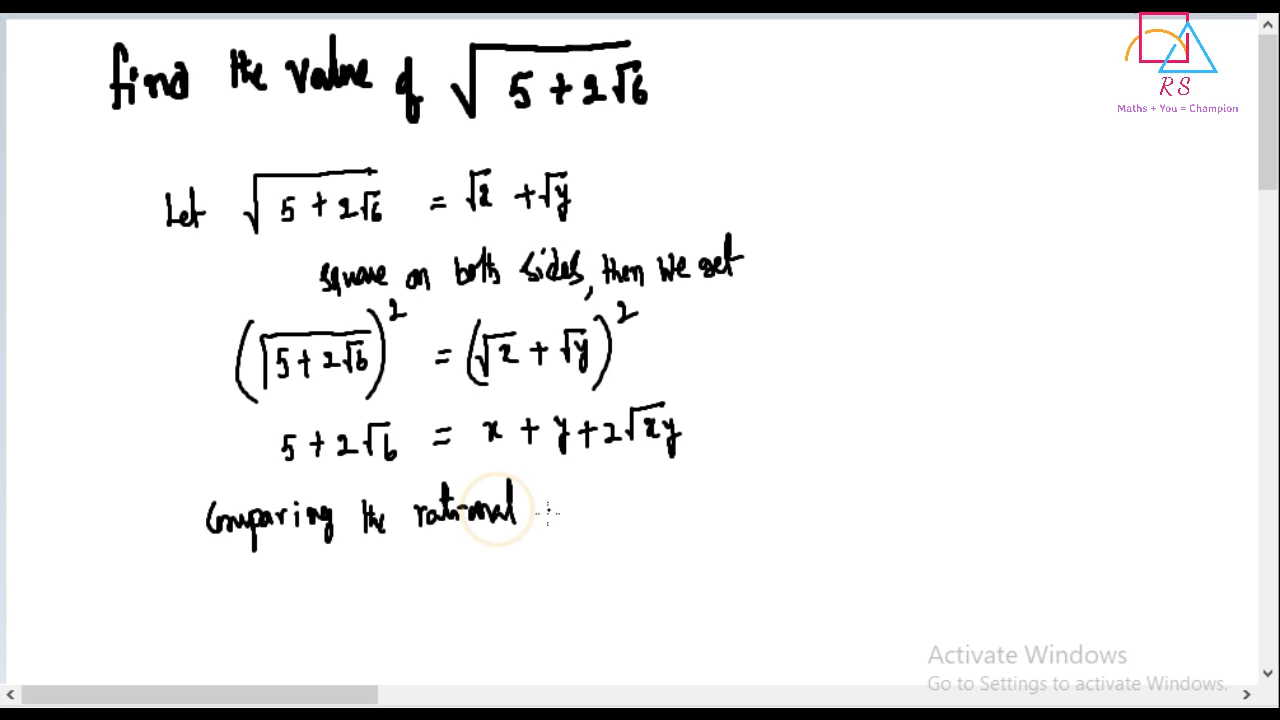 find the value of √(5 + 2√6)
R S
Maths + You = Champion
Let √(5 + 2√6) = √x + √y
square on both sides, then we get
(√(5 + 2√6))² = (√x + √y)²
5 + 2√6 = x + y + 2√xy
Comparing the rational
Activate Windows
Go to Settings to activate Windows.